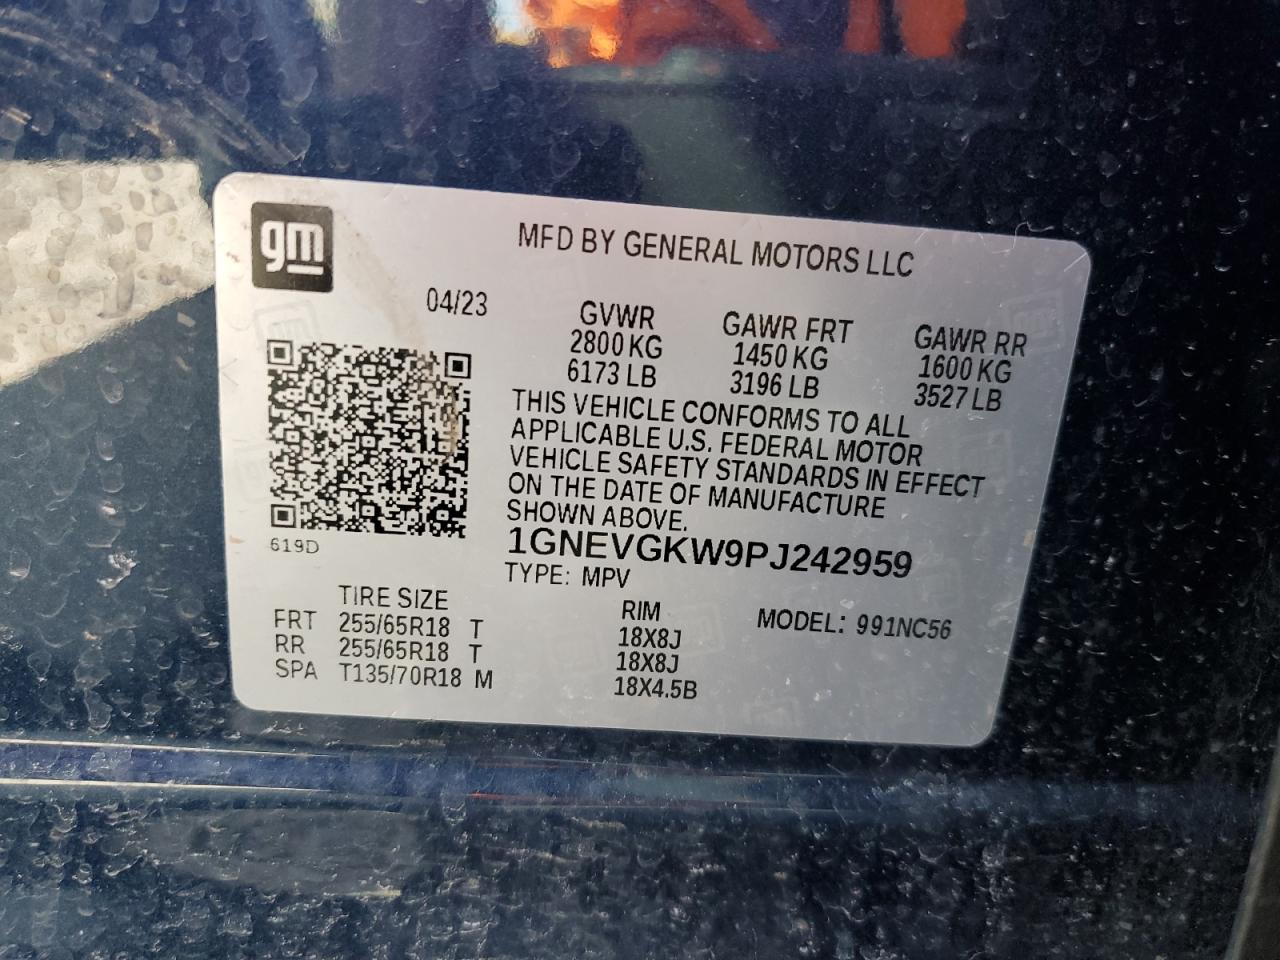 gm
MFD BY GENERAL MOTORS LLC
04/23
GVWR GAWR FRT GAWR RR
2800 KG 1450 KG 1600 KG
6173 LB 3196 LB 3527 LB
THIS VEHICLE CONFORMS TO ALL
APPLICABLE U.S. FEDERAL MOTOR
VEHICLE SAFETY STANDARDS IN EFFECT
ON THE DATE OF MANUFACTURE
SHOWN ABOVE.
619D
1GNEVGKW9PJ242959
TYPE: MPV
TIRE SIZE RIM MODEL: 991NC56
FRT 255/65R18 T 18X8J
RR 255/65R18 T 18X8J
SPA T135/70R18 M 18X4.5B